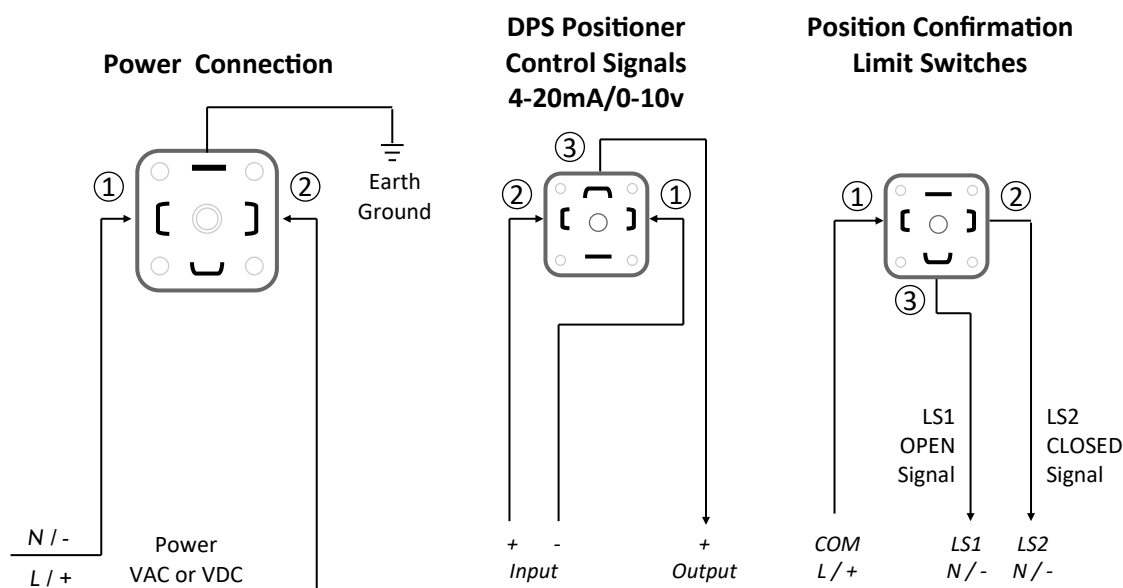 Power Connection
①
②
Earth
Ground
N / -
L / +
Power
VAC or VDC
DPS Positioner
Control Signals
4-20mA/0-10v
③
②
①
+ -
Input
+
Output
Position Confirmation
Limit Switches
①
②
③
LS1
OPEN
Signal
LS2
CLOSED
Signal
COM
L / +
LS1
N / -
LS2
N / -